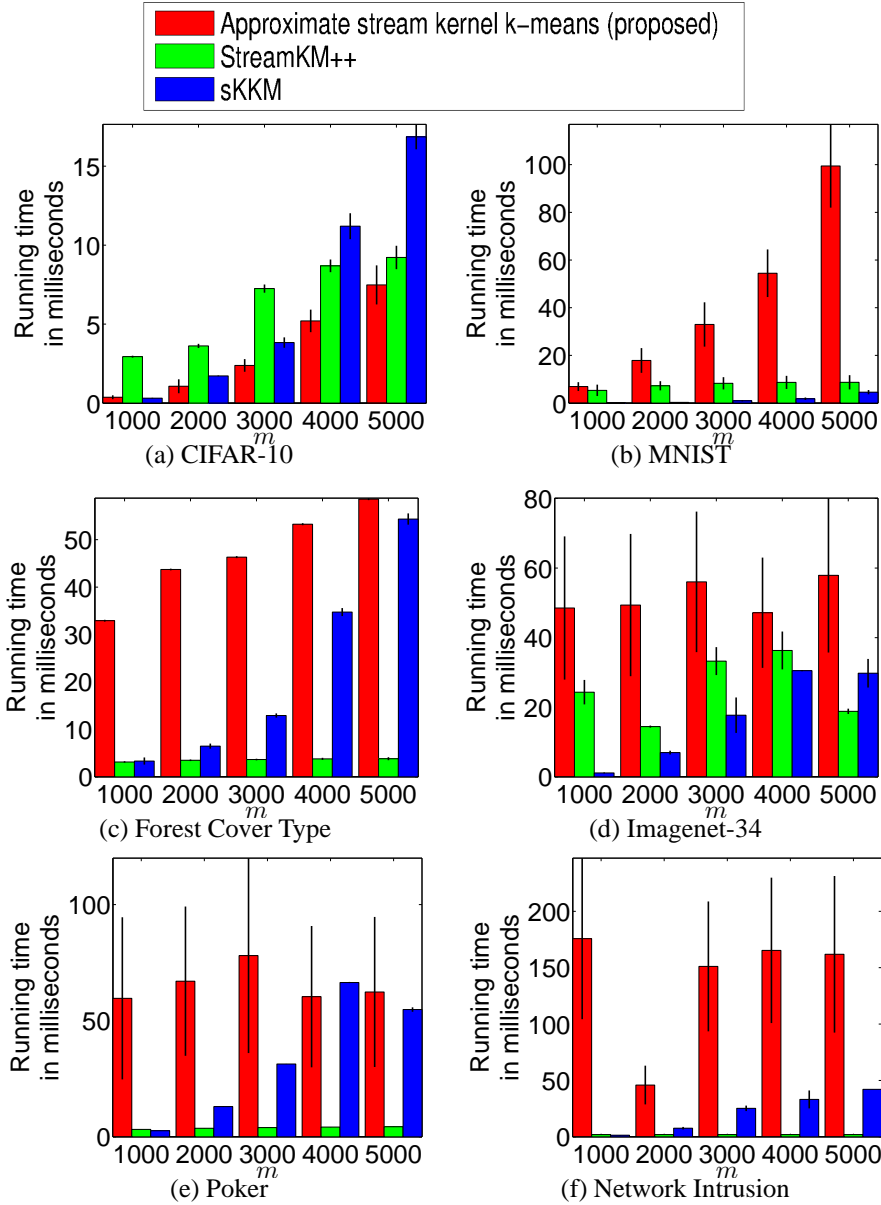 Approximate stream kernel k−means (proposed)
StreamKM++
sKKM
Running time
in milliseconds
15
10
5
0
1000 2000 3000 4000 5000
m
(a) CIFAR-10
Running time
in milliseconds
100
80
60
40
20
0
1000 2000 3000 4000 5000
m
(b) MNIST
Running time
in milliseconds
50
40
30
20
10
0
1000 2000 3000 4000 5000
m
(c) Forest Cover Type
Running time
in milliseconds
80
60
40
20
0
1000 2000 3000 4000 5000
m
(d) Imagenet-34
Running time
in milliseconds
100
50
0
1000 2000 3000 4000 5000
m
(e) Poker
Running time
in milliseconds
200
150
100
50
0
1000 2000 3000 4000 5000
m
(f) Network Intrusion